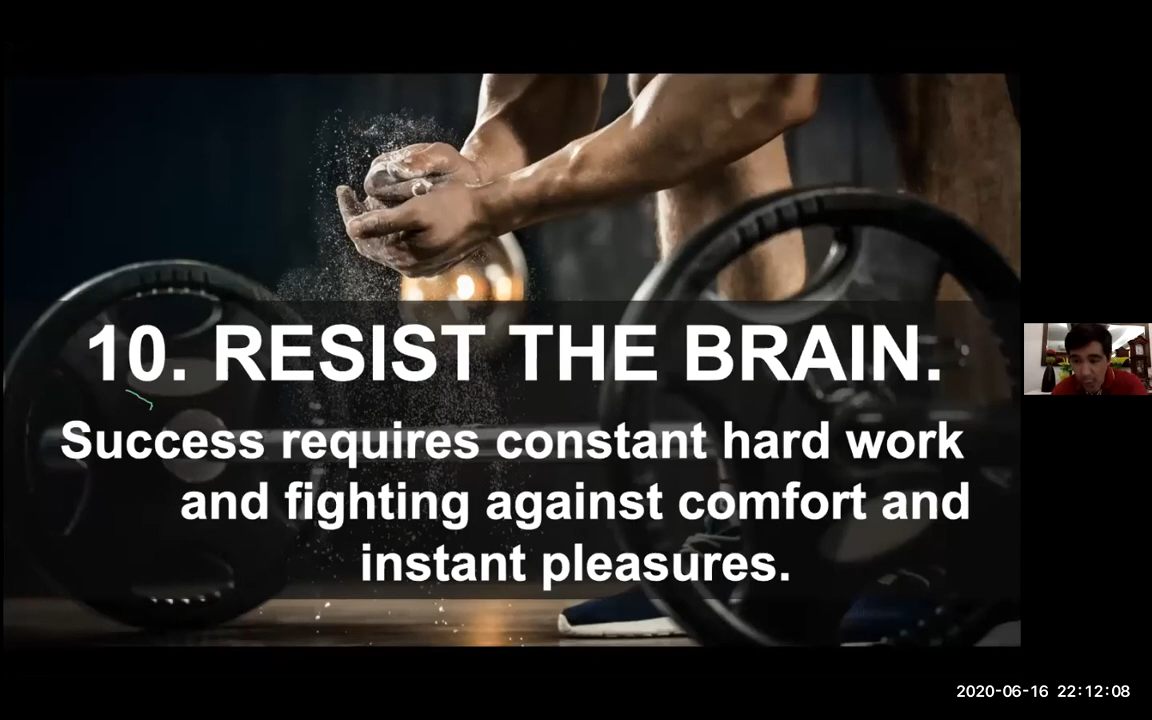 10. RESIST THE BRAIN.
Success requires constant hard work
and fighting against comfort and
instant pleasures.
2020-06-16 22:12:08